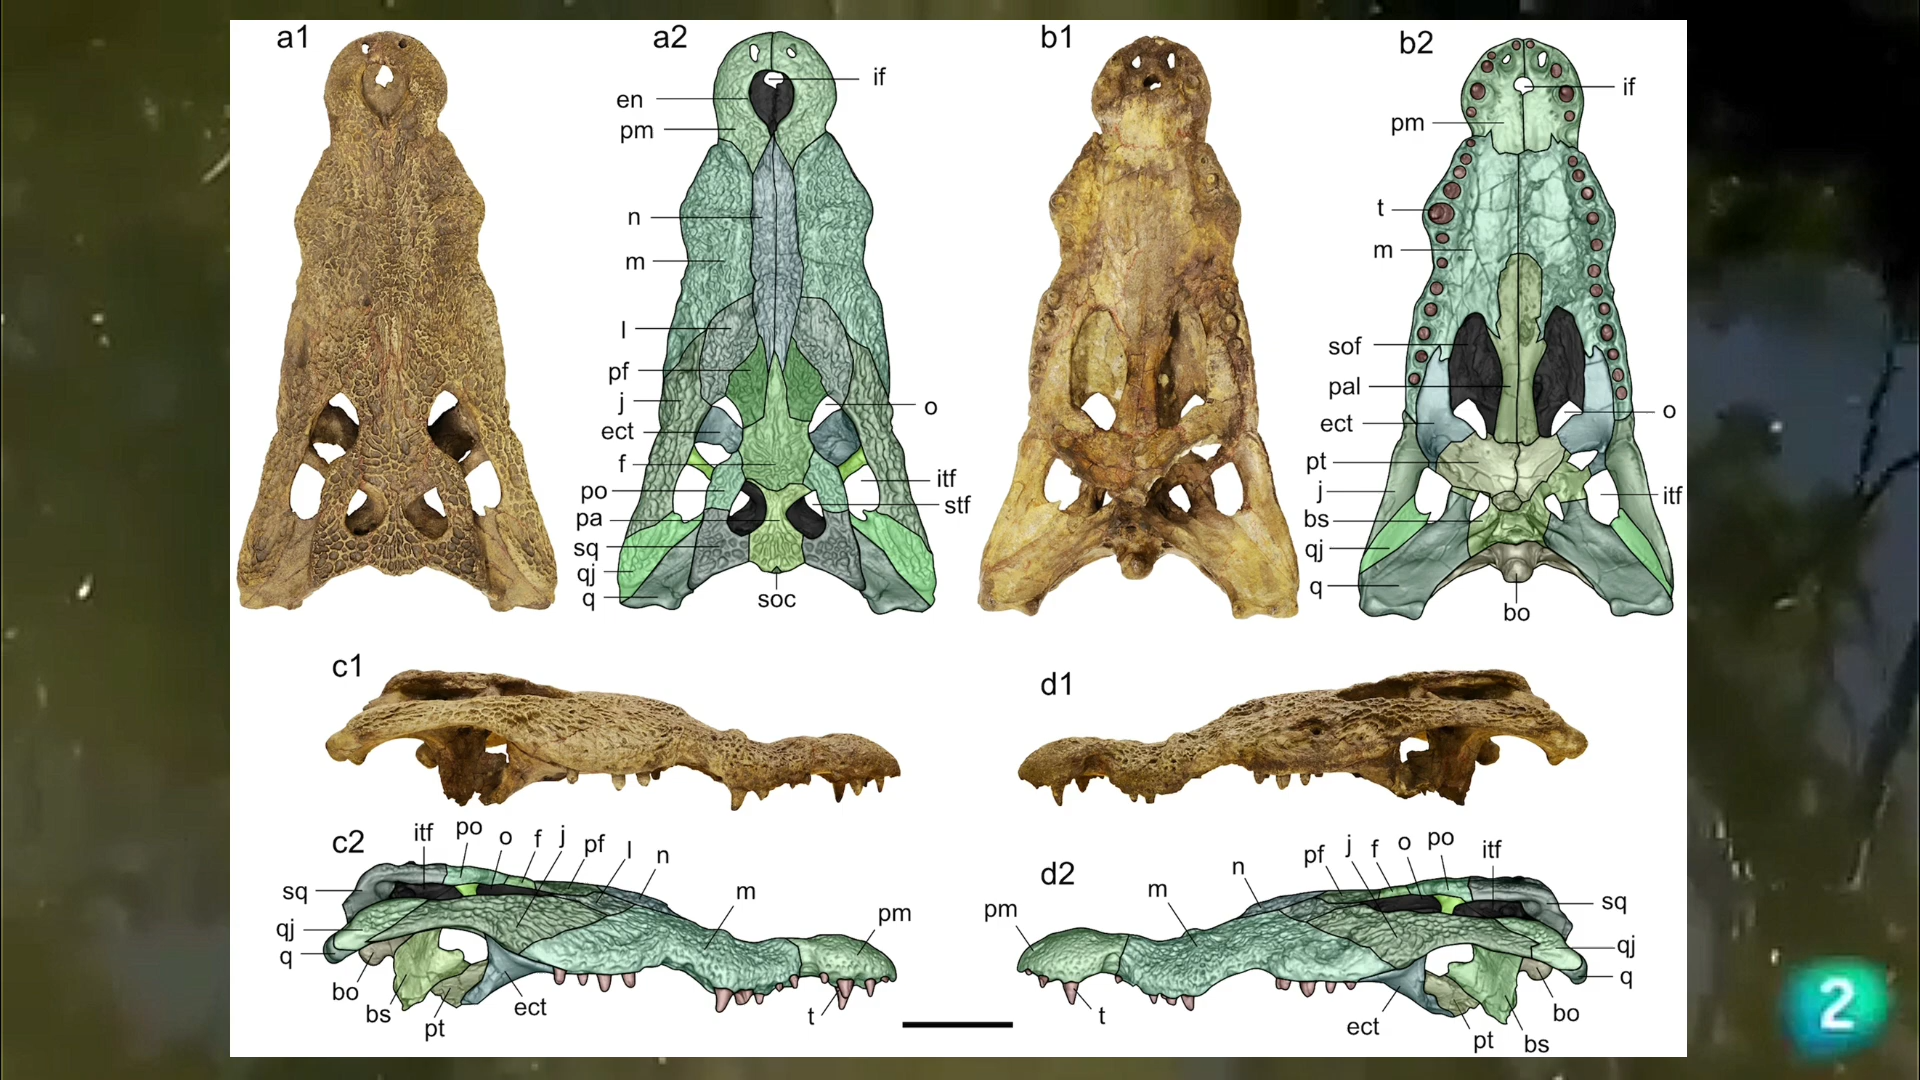 a1
a2
b1
b2
if
en
pm
n
m
l
pf
j
ect
f
po
pa
sq
qj
q
soc
o
itf
stf
if
pm
t
m
sof
pal
ect
pt
j
bs
qj
q
bo
o
itf
c1
d1
c2
itf
po
o
f
j
pf
l
n
m
pm
sq
qj
q
bo
bs
pt
ect
t
d2
pm
m
n
pf
j
f
o
po
itf
sq
qj
q
bo
bs
pt
ect
t
2